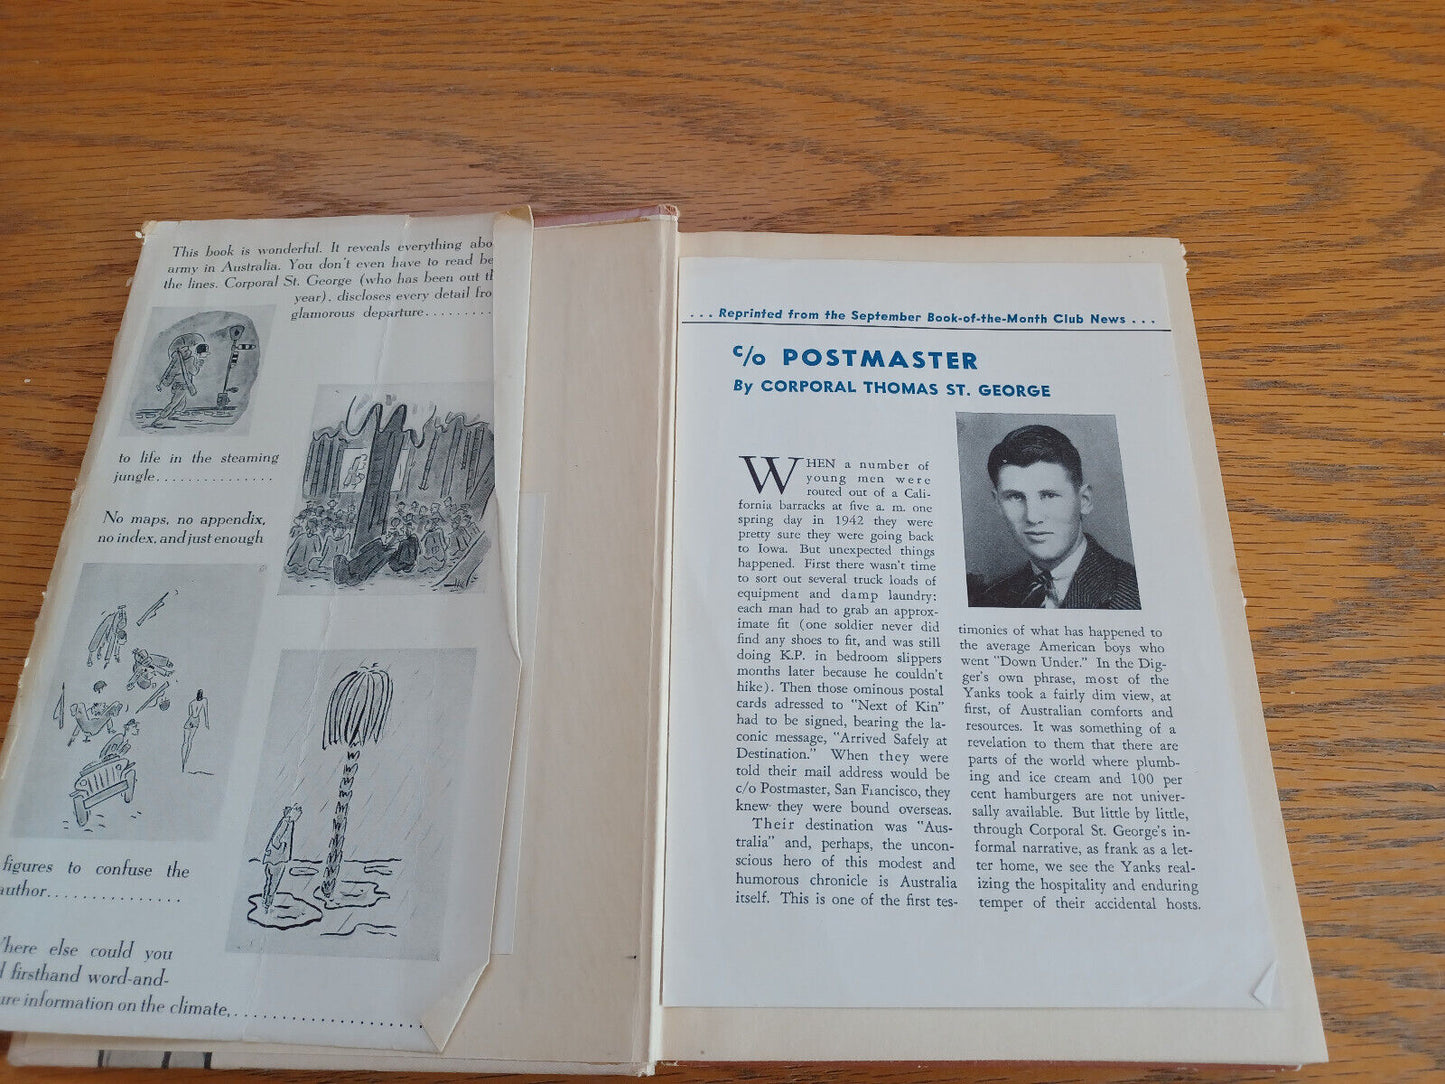 This book is wonderful. It reveals everything abo
army in Australia. You don't even have to read be
the lines. Corporal St. George (who has been out th
year), discloses every detail fro
glamorous departure.........
to life in the steaming
jungle................
No maps, no appendix,
no index, and just enough
figures to confuse the
author................
here else could you
firsthand word-and-
ure information on the climate,......................
... Reprinted from the September Book-of-the-Month Club News ...
c/o POSTMASTER
By CORPORAL THOMAS ST. GEORGE
WHEN a number of
young men were
routed out of a Cali-
fornia barracks at five a. m. one
spring day in 1942 they were
pretty sure they were going back
to Iowa. But unexpected things
happened. First there wasn't time
to sort out several truck loads of
equipment and damp laundry:
each man had to grab an approx-
imate fit (one soldier never did
find any shoes to fit, and was still
doing K.P. in bedroom slippers
months later because he couldn't
hike). Then those ominous postal
cards adressed to "Next of Kin"
had to be signed, bearing the la-
conic message, "Arrived Safely at
Destination." When they were
told their mail address would be
c/o Postmaster, San Francisco, they
knew they were bound overseas.
Their destination was "Aus-
tralia" and, perhaps, the uncon-
scious hero of this modest and
humorous chronicle is Australia
itself. This is one of the first tes-
timonies of what has happened to
the average American boys who
went "Down Under." In the Dig-
ger's own phrase, most of the
Yanks took a fairly dim view, at
first, of Australian comforts and
resources. It was something of a
revelation to them that there are
parts of the world where plumb-
ing and ice cream and 100 per
cent hamburgers are not univer-
sally available. But little by little,
through Corporal St. George's in-
formal narrative, as frank as a let-
ter home, we see the Yanks real-
izing the hospitality and enduring
temper of their accidental hosts.